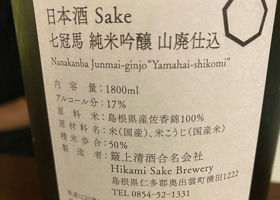 日本酒 Sake
七冠馬 純米吟醸 山廃仕込
Nanakanba Junmai-ginjo "Yamahai-shikomi"
内容量:1800ml
アルコール分:17%
原料米:島根県産佐香錦100%
原材料名:米(国産)、米こうじ(国産米)
精米歩合:50%
製造者:簸上清酒合名会社
Hikami Sake Brewery
島根県仁多郡奥出雲町横田1222
TEL 0854-52-1331